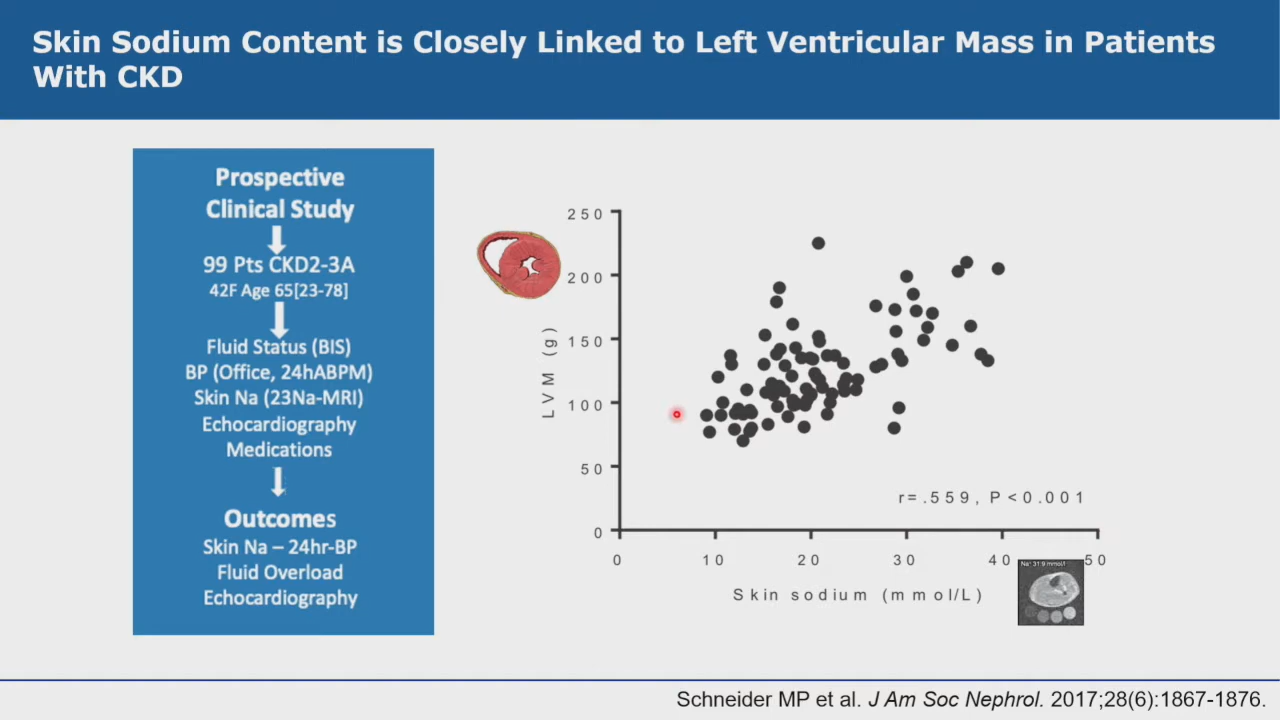 Skin Sodium Content is Closely Linked to Left Ventricular Mass in Patients
With CKD
Prospective
Clinical Study
99 Pts CKD2-3A
42F Age 65[23-78]
Fluid Status (BIS)
BP (Office, 24hABPM)
Skin Na (23Na-MRI)
Echocardiography
Medications
Outcomes
Skin Na – 24hr-BP
Fluid Overload
Echocardiography
250
200
150
100
50
0
LVM (g)
r=.559, P<0.001
0 10 20 30 40 50
Skin sodium (mmol/L)
Na⁺ 31.9 mmol/l
Schneider MP et al. J Am Soc Nephrol. 2017;28(6):1867-1876.